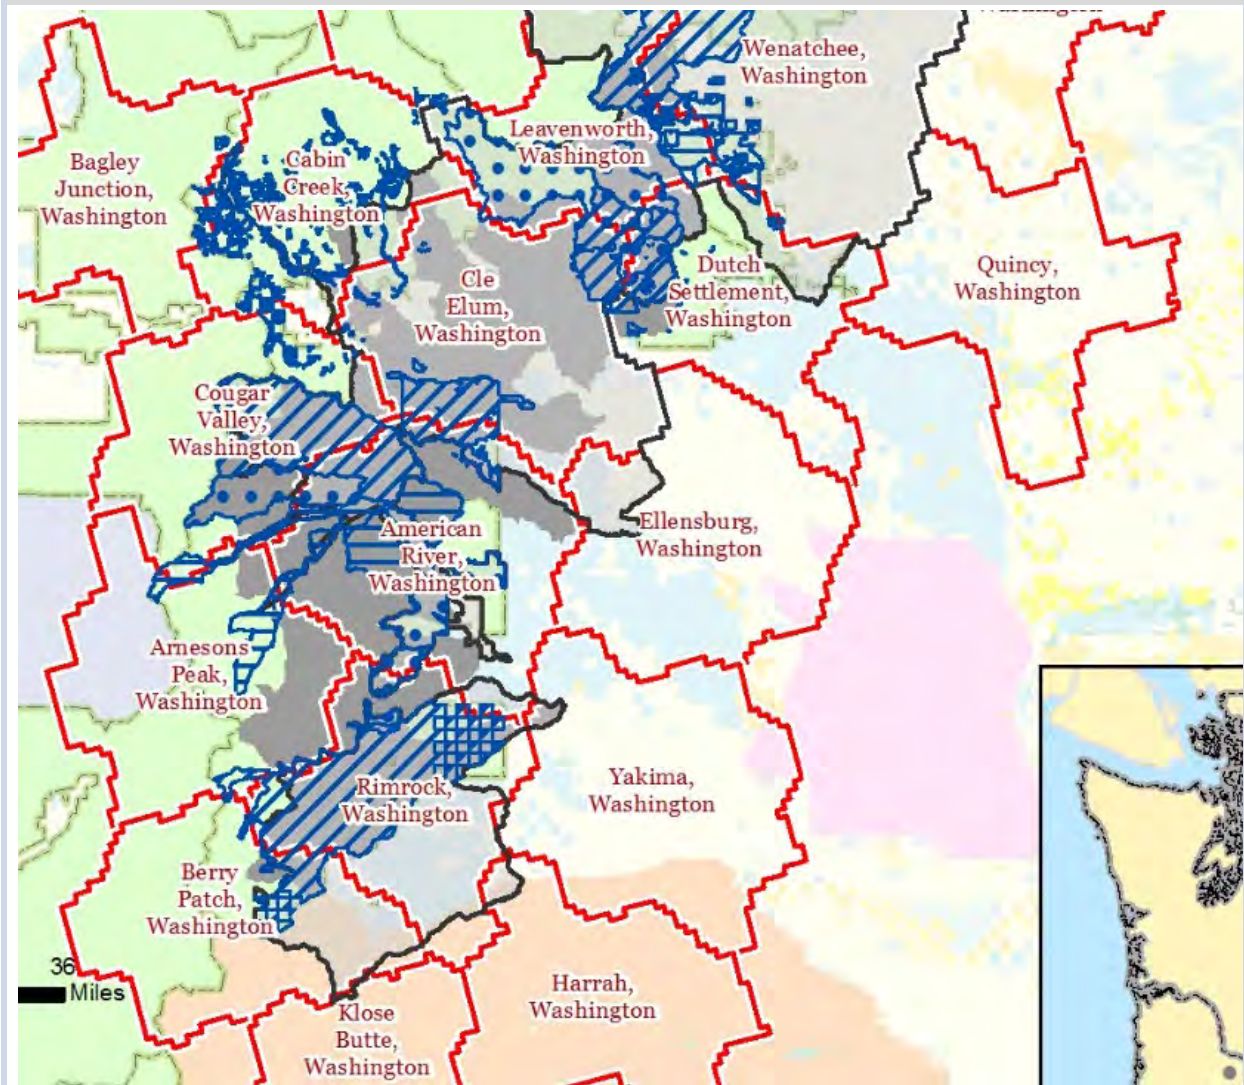 Washington
Wenatchee,
Washington
Leavenworth,
Washington
Bagley
Junction,
Washington
Cabin
Creek,
Washington
Cle
Elum,
Washington
Dutch
Settlement,
Washington
Quincy,
Washington
Cougar
Valley,
Washington
American
River,
Washington
Ellensburg,
Washington
Arnesons
Peak,
Washington
Rimrock,
Washington
Yakima,
Washington
Berry
Patch,
Washington
36
Miles
Harrah,
Washington
Klose
Butte,
Washington